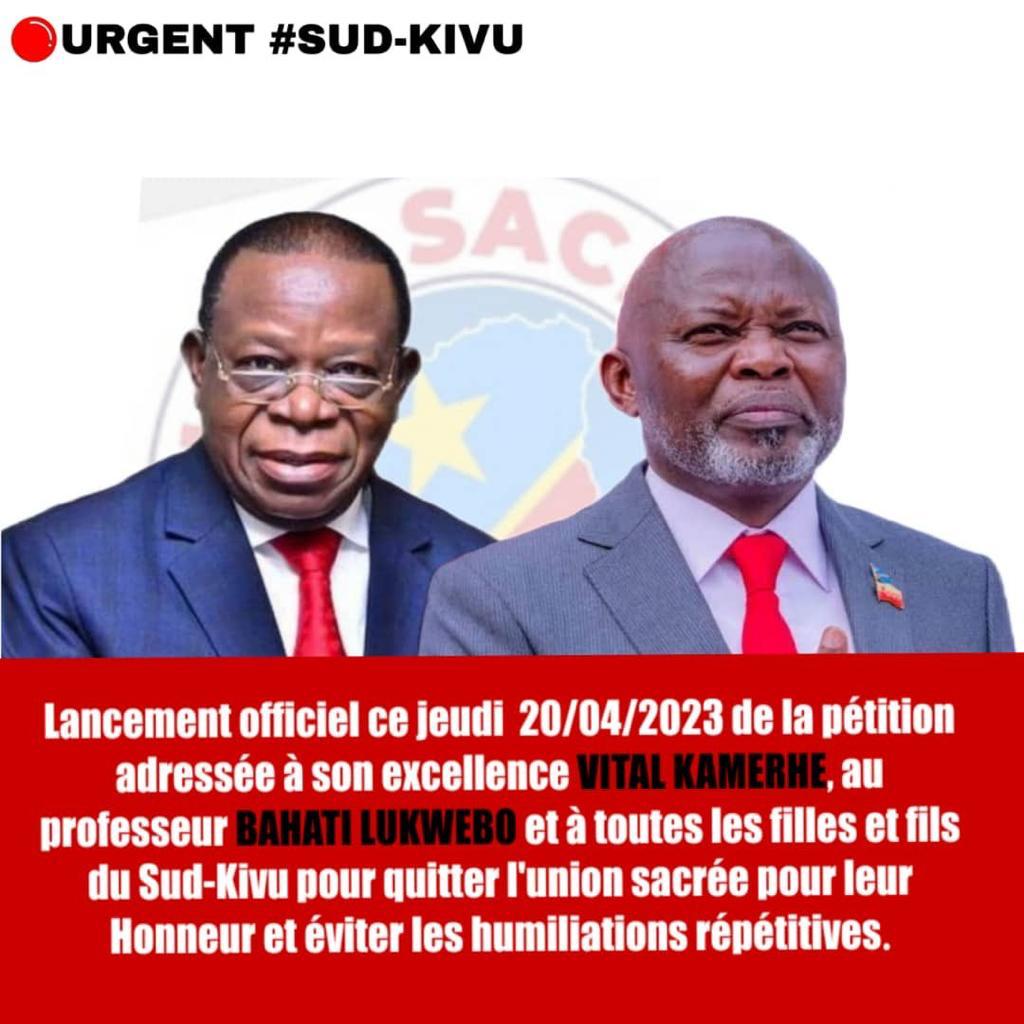 URGENT #SUD-KIVU
SAC
Lancement officiel ce jeudi 20/04/2023 de la pétition
adressée à son excellence VITAL KAMERHE, au
professeur BAHATI LUKWEBO et à toutes les filles et fils
du Sud-Kivu pour quitter l'union sacrée pour leur
Honneur et éviter les humiliations répétitives.